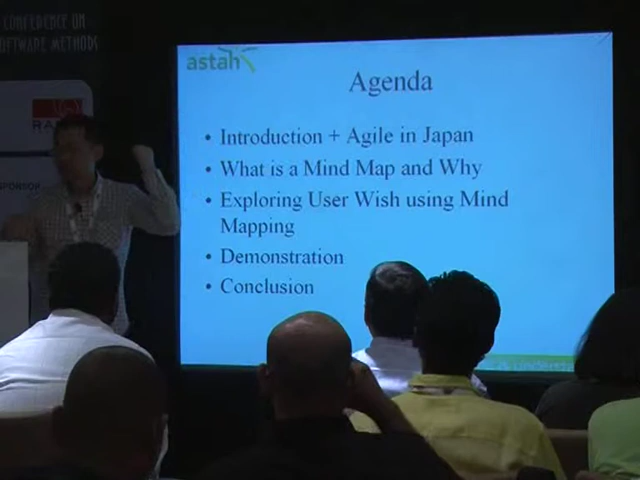 CONFERENCE ON
SOFTWARE METHODS
astah
Agenda
• Introduction + Agile in Japan
• What is a Mind Map and Why
• Exploring User Wish using Mind
Mapping
• Demonstration
• Conclusion